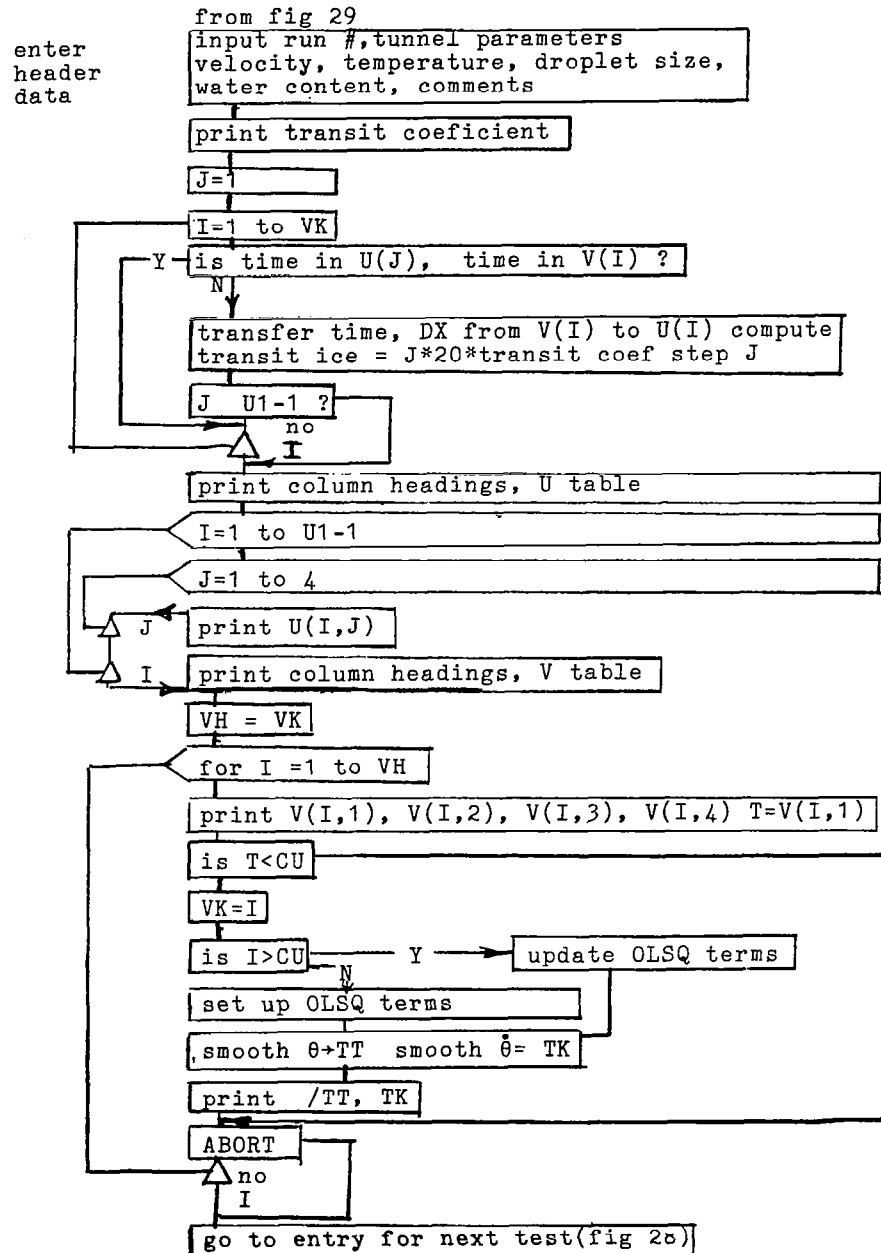 from fig 29
enter
header
data
input run #,tunnel parameters
velocity, temperature, droplet size,
water content, comments
print transit coeficient
J=1
I=1 to VK
Y
is time in U(J), time in V(I) ?
N
transfer time, DX from V(I) to U(I) compute
transit ice = J*20*transit coef step J
J U1-1 ?
no
I
print column headings, U table
I=1 to U1-1
J=1 to 4
J
print U(I,J)
I
print column headings, V table
VH = VK
for I =1 to VH
print V(I,1), V(I,2), V(I,3), V(I,4) T=V(I,1)
is T<CU
VK=I
is I>CU
Y
update OLSQ terms
N
set up OLSQ terms
smooth θ→TT smooth θ̇= TK
print /TT, TK
ABORT
no
I
go to entry for next test(fig 28)